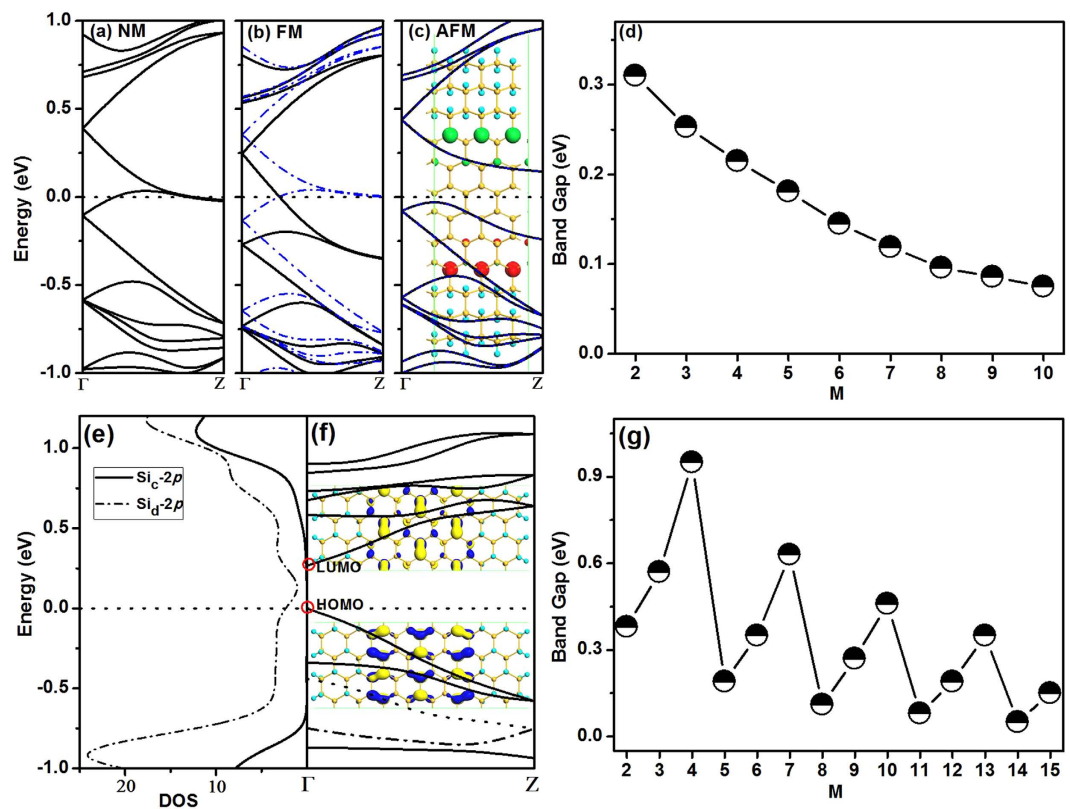 (a) NM
(b) FM
(c) AFM
(d)
1.0
0.5
0.0
-0.5
-1.0
Energy (eV)
Γ
Z
Γ
Z
Γ
Z
Band Gap (eV)
0.3
0.2
0.1
0.0
2 3 4 5 6 7 8 9 10
M
(e)
(f)
(g)
Si_c-2p
Si_d-2p
LUMO
HOMO
1.0
0.5
0.0
-0.5
-1.0
Energy (eV)
20 10
DOS
Γ
Z
Band Gap (eV)
0.9
0.6
0.3
0.0
2 3 4 5 6 7 8 9 10 11 12 13 14 15
M